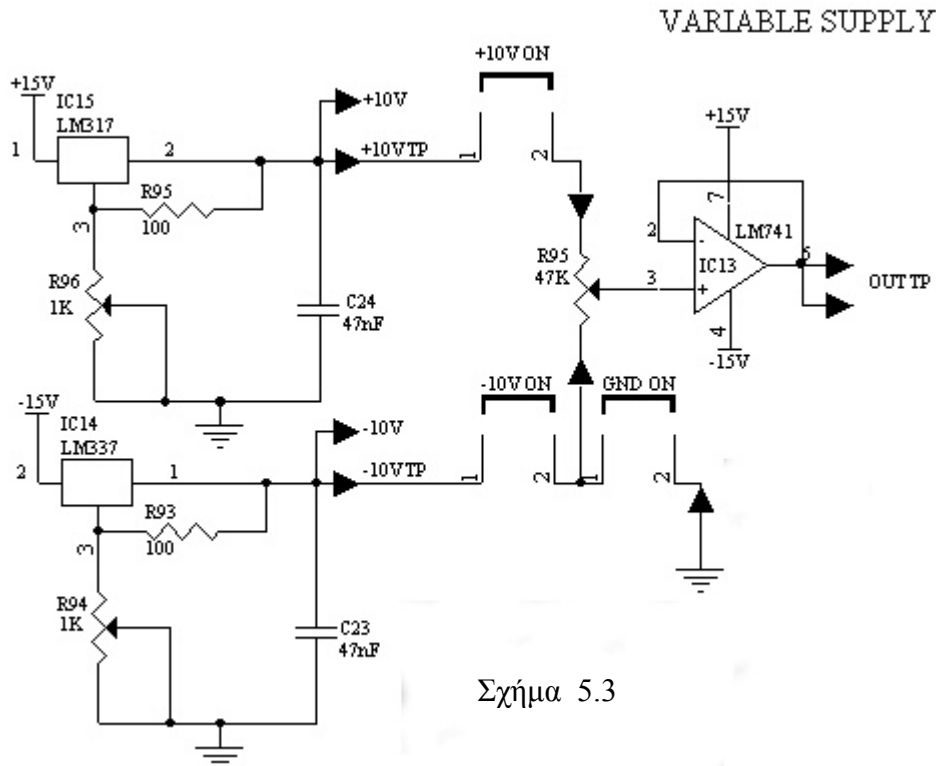 VARIABLE SUPPLY
+10V ON
+15V
IC15
LM317
1
2
3
R95
100
R96
1K
C24
47nF
+10V
+10VTP
1
2
R95
47K
+15V
7
2
-
LM741
IC13
3
+
6
4
-15V
OUT TP
-15V
IC14
LM337
2
1
3
R93
100
R94
1K
C23
47nF
-10V
-10VTP
-10V ON
1
2
GND ON
1
2
Σχήμα 5.3